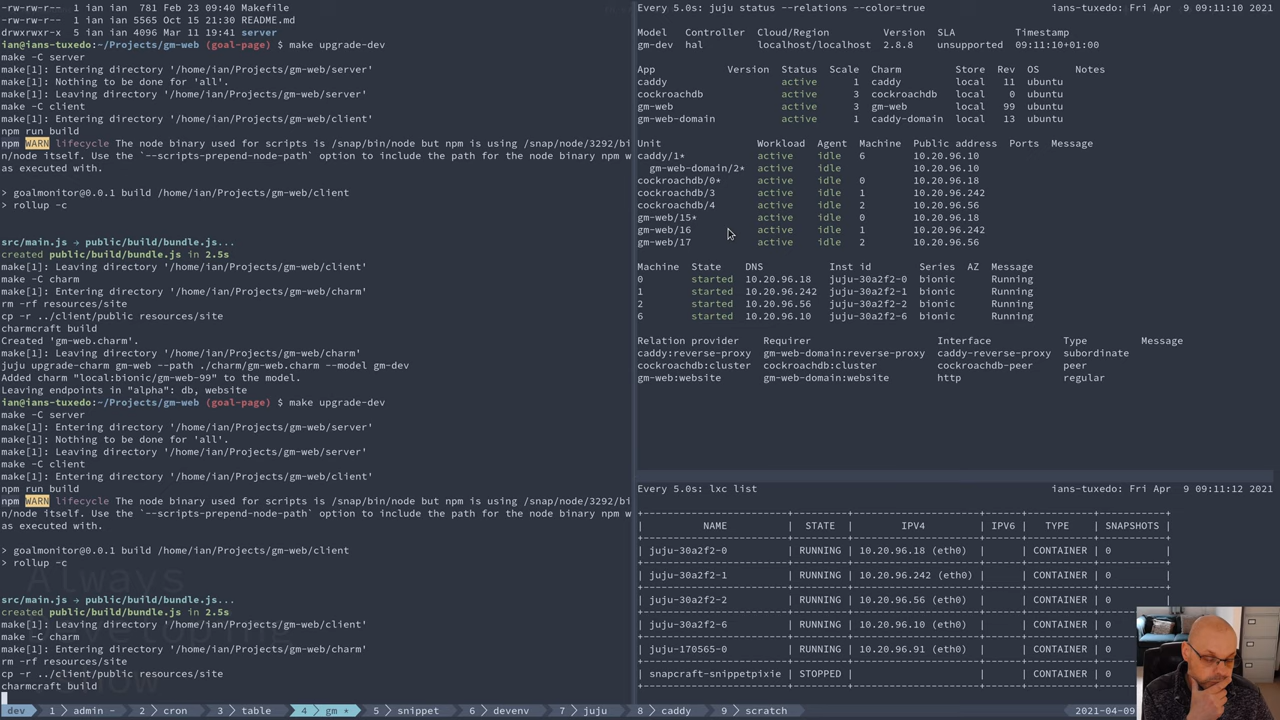 -rw-rw-r-- 1 ian ian 781 Feb 23 09:40 Makefile
-rw-rw-r-- 1 ian ian 5565 Oct 15 21:30 README.md
drwxrwxr-x 5 ian ian 4096 Mar 11 19:41 server
ian@ians-tuxedo:~/Projects/gm-web (goal-page) $ make upgrade-dev
make -C server
make[1]: Entering directory '/home/ian/Projects/gm-web/server'
make[1]: Nothing to be done for 'all'.
make[1]: Leaving directory '/home/ian/Projects/gm-web/server'
make -C client
make[1]: Entering directory '/home/ian/Projects/gm-web/client'
npm run build
npm WARN lifecycle The node binary used for scripts is /snap/bin/node but npm is using /snap/node/3292/bi
n/node itself. Use the `--scripts-prepend-node-path` option to include the path for the node binary npm w
as executed with.
> goalmonitor@0.0.1 build /home/ian/Projects/gm-web/client
> rollup -c
src/main.js → public/build/bundle.js...
created public/build/bundle.js in 2.5s
make[1]: Leaving directory '/home/ian/Projects/gm-web/client'
make -C charm
make[1]: Entering directory '/home/ian/Projects/gm-web/charm'
rm -rf resources/site
cp -r ../client/public resources/site
charmcraft build
Created 'gm-web.charm'.
make[1]: Leaving directory '/home/ian/Projects/gm-web/charm'
juju upgrade-charm gm-web --path ./charm/gm-web.charm --model gm-dev
Added charm "local:bionic/gm-web-99" to the model.
Leaving endpoints in "alpha": db, website
ian@ians-tuxedo:~/Projects/gm-web (goal-page) $ make upgrade-dev
make -C server
make[1]: Entering directory '/home/ian/Projects/gm-web/server'
make[1]: Nothing to be done for 'all'.
make[1]: Leaving directory '/home/ian/Projects/gm-web/server'
make -C client
make[1]: Entering directory '/home/ian/Projects/gm-web/client'
npm run build
npm WARN lifecycle The node binary used for scripts is /snap/bin/node but npm is using /snap/node/3292/bi
n/node itself. Use the `--scripts-prepend-node-path` option to include the path for the node binary npm w
as executed with.
> goalmonitor@0.0.1 build /home/ian/Projects/gm-web/client
> rollup -c
Always
src/main.js → public/build/bundle.js...
created public/build/bundle.js in 2.5s
make[1]: Leaving directory '/home/ian/Projects/gm-web/client'
make -C charm
make[1]: Entering directory '/home/ian/Projects/gm-web/charm'
rm -rf resources/site
cp -r ../client/public resources/site
charmcraft build
Every 5.0s: juju status --relations --color=true ians-tuxedo: Fri Apr 9 09:11:10 2021
Model Controller Cloud/Region Version SLA Timestamp
gm-dev hal localhost/localhost 2.8.8 unsupported 09:11:10+01:00
App Version Status Scale Charm Store Rev OS Notes
caddy active 1 caddy local 11 ubuntu
cockroachdb active 3 cockroachdb local 0 ubuntu
gm-web active 3 gm-web local 99 ubuntu
gm-web-domain active 1 caddy-domain local 13 ubuntu
Unit Workload Agent Machine Public address Ports Message
caddy/1* active idle 6 10.20.96.10
gm-web-domain/2* active idle 10.20.96.10
cockroachdb/0* active idle 0 10.20.96.18
cockroachdb/3 active idle 1 10.20.96.242
cockroachdb/4 active idle 2 10.20.96.56
gm-web/15* active idle 0 10.20.96.18
gm-web/16 active idle 1 10.20.96.242
gm-web/17 active idle 2 10.20.96.56
Machine State DNS Inst id Series AZ Message
0 started 10.20.96.18 juju-30a2f2-0 bionic Running
1 started 10.20.96.242 juju-30a2f2-1 bionic Running
2 started 10.20.96.56 juju-30a2f2-2 bionic Running
6 started 10.20.96.10 juju-30a2f2-6 bionic Running
Relation provider Requirer Interface Type Message
caddy:reverse-proxy gm-web-domain:reverse-proxy caddy-reverse-proxy subordinate
cockroachdb:cluster cockroachdb:cluster cockroachdb-peer peer
gm-web:website gm-web-domain:website http regular
Every 5.0s: lxc list ians-tuxedo: Fri Apr 9 09:11:12 2021
| NAME | STATE | IPV4 | IPV6 | TYPE | SNAPSHOTS |
| juju-30a2f2-0 | RUNNING | 10.20.96.18 (eth0) | | CONTAINER | 0 |
| juju-30a2f2-1 | RUNNING | 10.20.96.242 (eth0) | | CONTAINER | 0 |
| juju-30a2f2-2 | RUNNING | 10.20.96.56 (eth0) | | CONTAINER | 0
| juju-30a2f2-6 | RUNNING | 10.20.96.10 (eth0) | | CONTAINER | 0
| juju-170565-0 | RUNNING | 10.20.96.91 (eth0) | | CONTAINER | 0
| snapcraft-snippetpixie | STOPPED | | | CONTAINER | 0
dev 1 admin - 2 cron 3 table 4 gm * 5 snippet 6 devenv 7 juju 8 caddy 9 scratch 2021-04-09